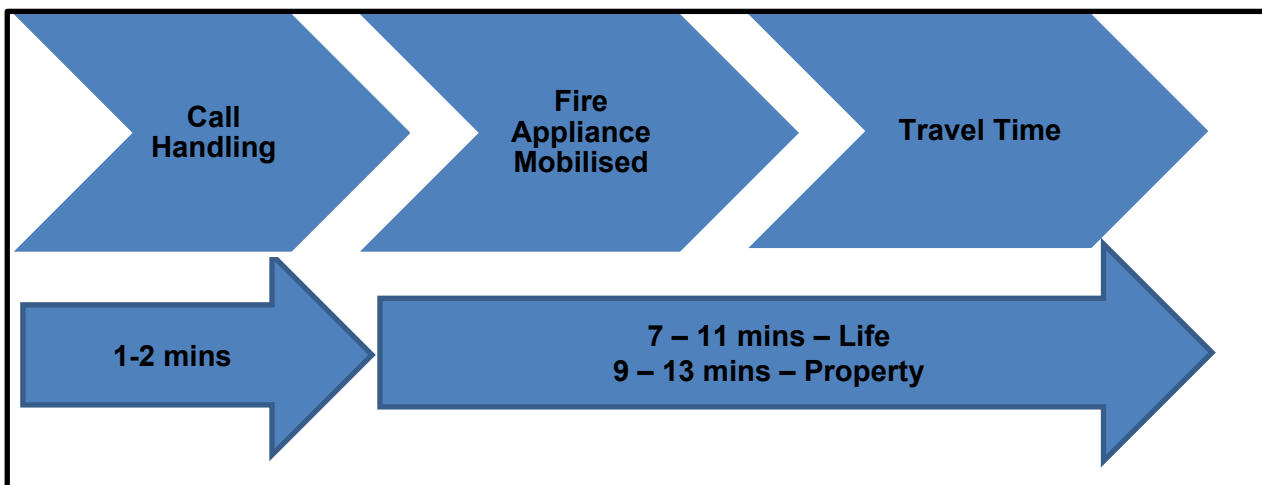 Call
Handling
Fire
Appliance
Mobilised
Travel Time
1-2 mins
7 – 11 mins – Life
9 – 13 mins – Property